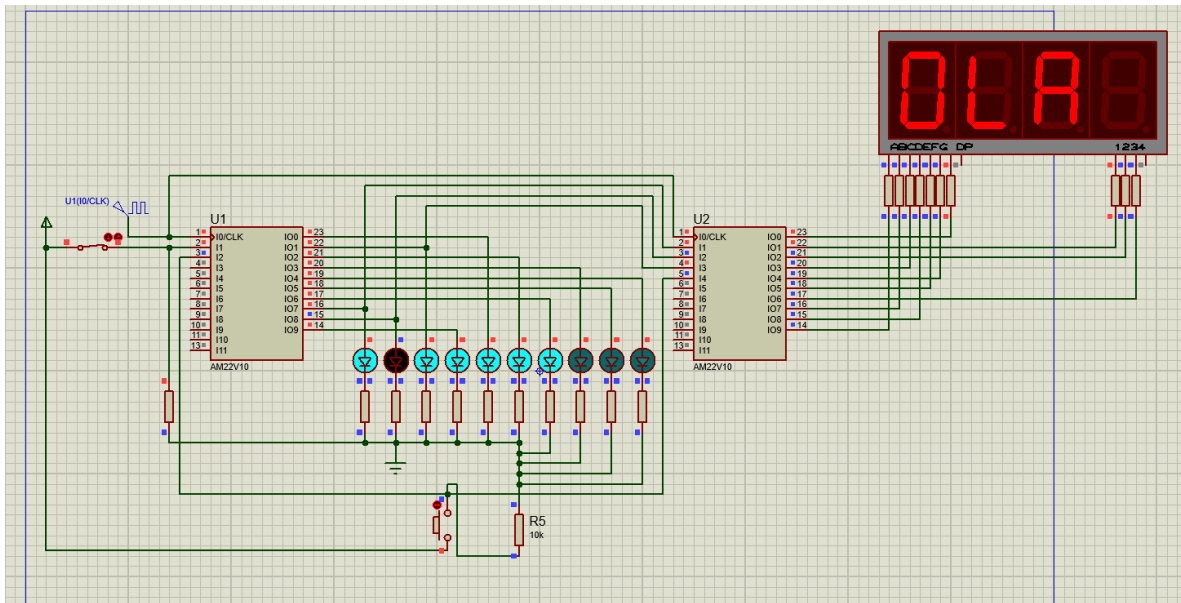 OLA
ABCDEFG DP 1234
U1(I0/CLK)
U1
1 I0/CLK IO0 23
2 I1 IO1 22
3 I2 IO2 21
4 I3 IO3 20
5 I4 IO4 19
6 I5 IO5 18
7 I6 IO6 17
8 I7 IO7 16
9 I8 IO8 15
10 I9 IO9 14
11 I10
13 I11
AM22V10
U2
1 I0/CLK IO0 23
2 I1 IO1 22
3 I2 IO2 21
4 I3 IO3 20
5 I4 IO4 19
6 I5 IO5 18
7 I6 IO6 17
8 I7 IO7 16
9 I8 IO8 15
10 I9 IO9 14
11 I10
13 I11
AM22V10
R5
10k